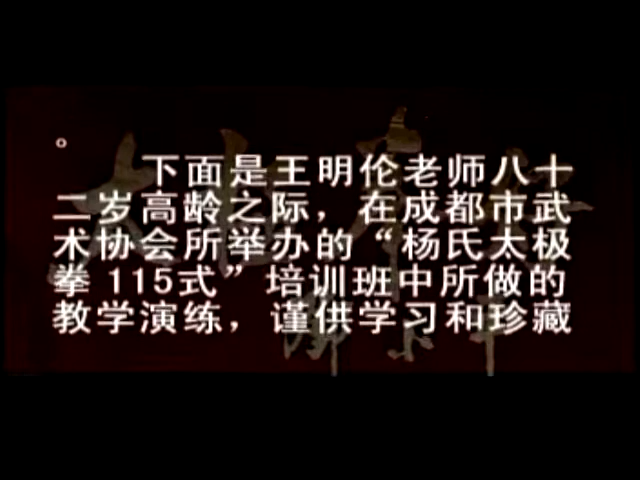 。
下面是王明伦老师八十
二岁高龄之际，在成都市武
术协会所举办的“杨氏太极
拳 115式”培训班中所做的
教学演练，谨供学习和珍藏